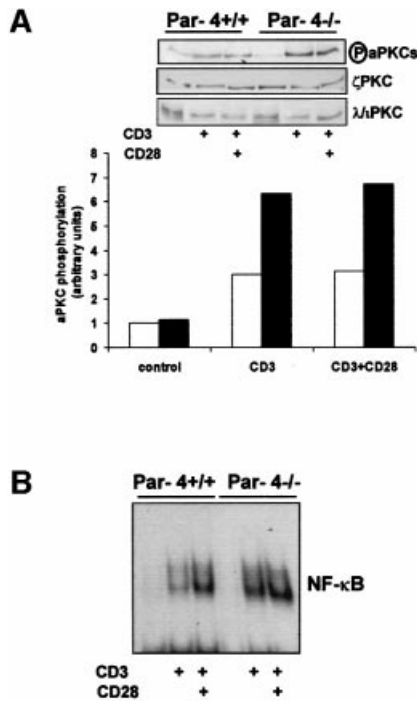 A
Par- 4+/+ Par- 4-/-
PaPKCs
ζPKC
λ/ιPKC
CD3 + + + +
CD28 + +
aPKC phosphorylation
(arbitrary units)
8
7
6
5
4
3
2
1
0
control CD3 CD3+CD28
B
Par- 4+/+ Par- 4-/-
NF-κB
CD3 + + + +
CD28 + +